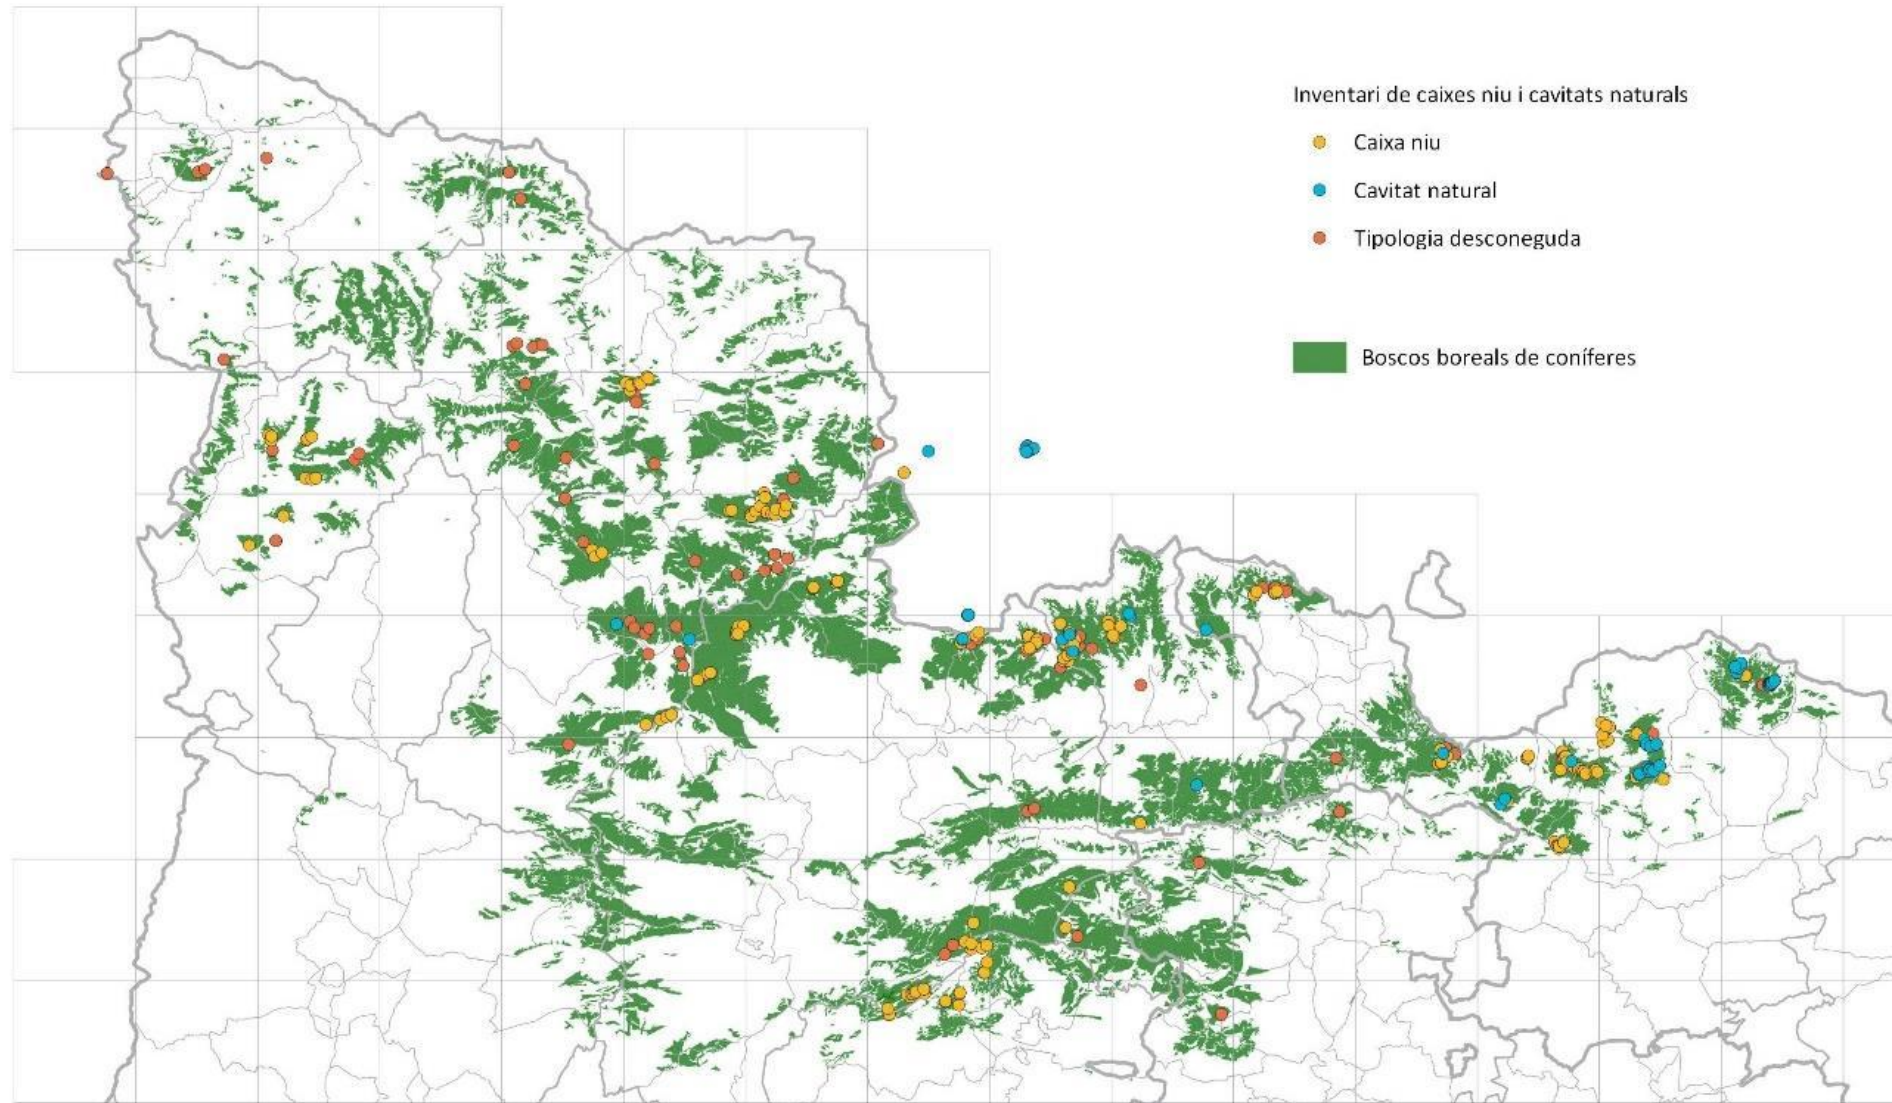 Inventari de caixes niu i cavitats naturals
Caixa niu
Cavitat natural
Tipologia desconeguda
Boscos boreals de coníferes